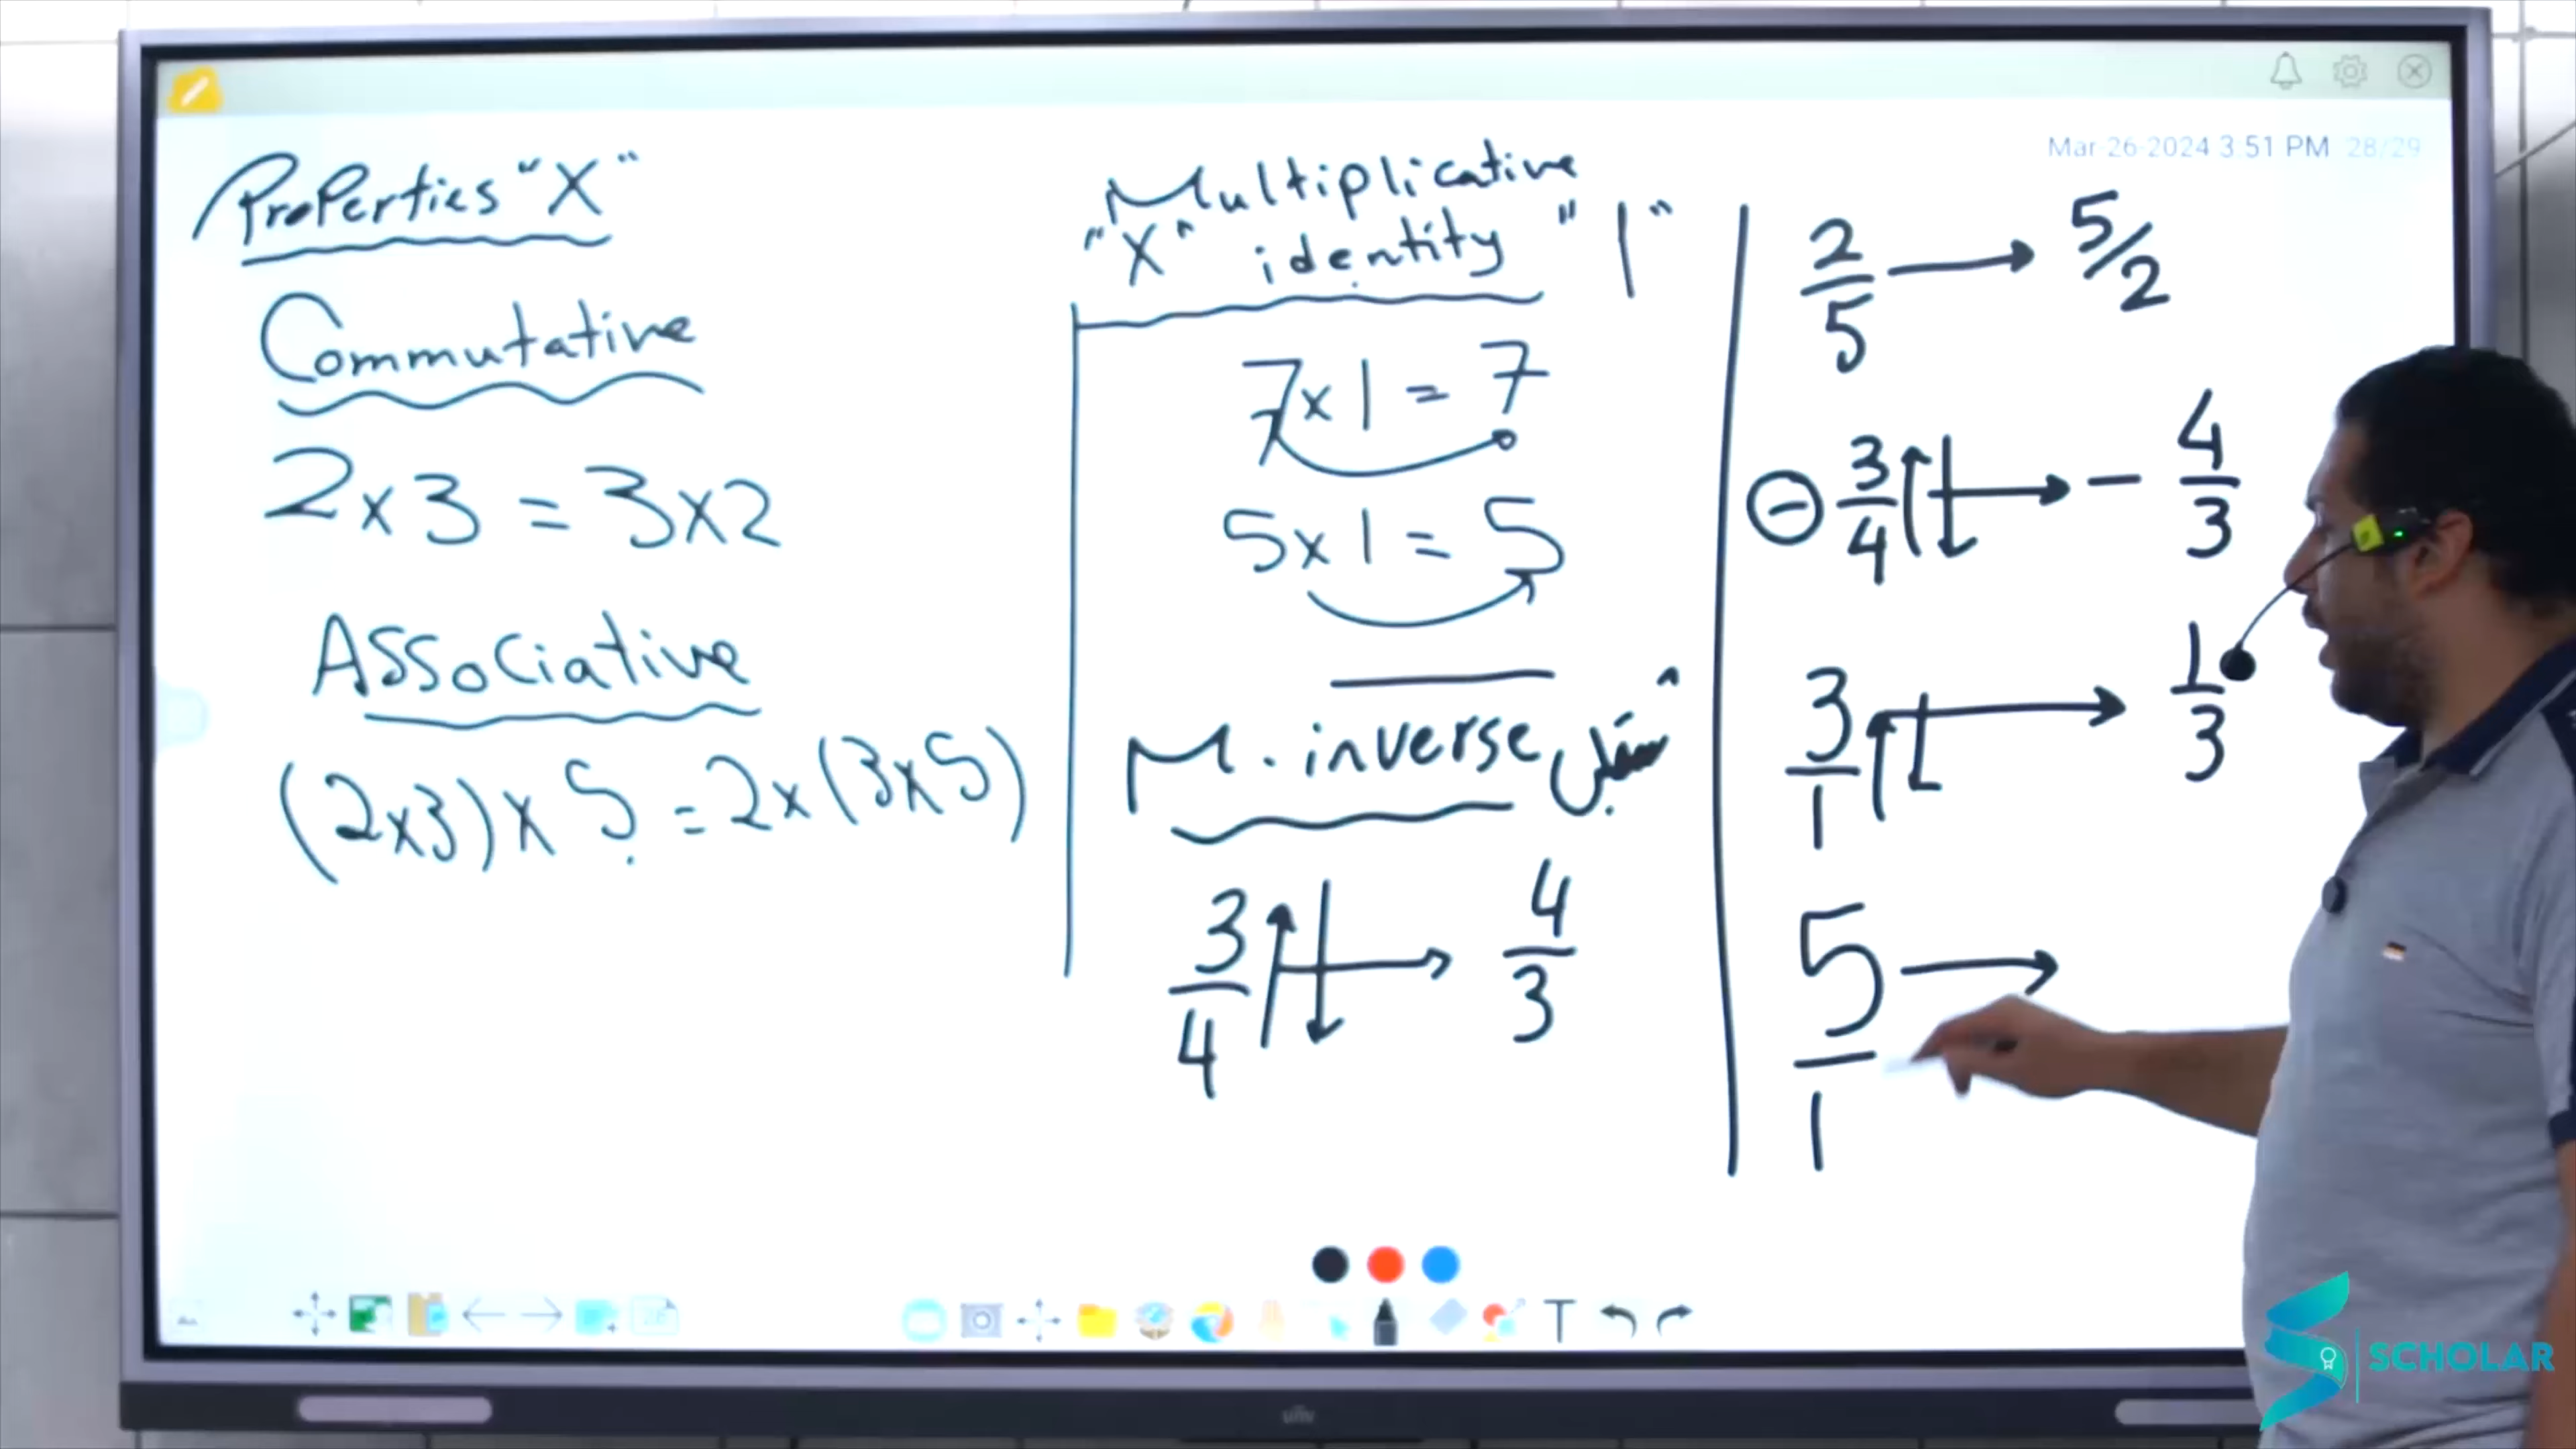 Mar-26-2024 3:51 PM 28/29
Properties "X"
Commutative
2x3 = 3x2
Associative
(2x3)x5 = 2x(3x5)
Multiplicative
"X" identity "1"
7x1 = 7
5x1 = 5
M. inverse
3/4 → 4/3
2/5 → 5/2
- 3/4 → - 4/3
3/1 → 1/3
5/1 →
T
SCHOLAR